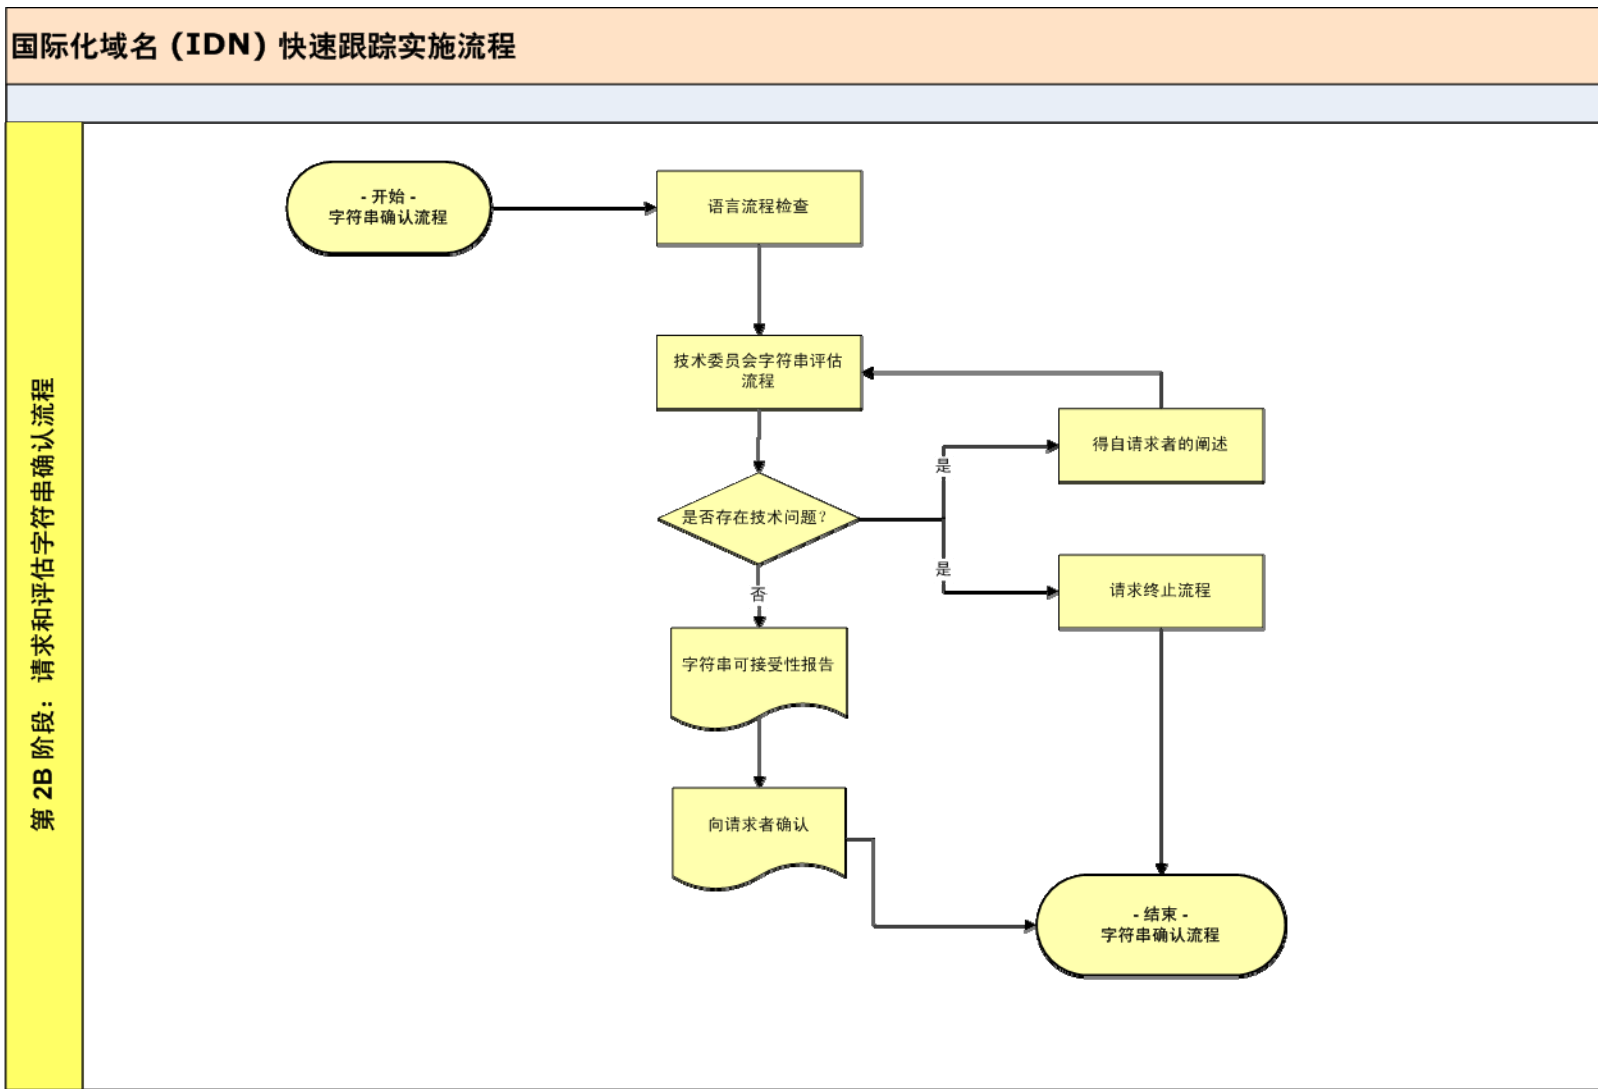 国际化域名 (IDN) 快速跟踪实施流程
第 2B 阶段：请求和评估字符串确认流程
- 开始 -
字符串确认流程
语言流程检查
技术委员会字符串评估
流程
得自请求者的阐述
是
是否存在技术问题？
是
请求终止流程
否
字符串可接受性报告
向请求者确认
- 结束 -
字符串确认流程